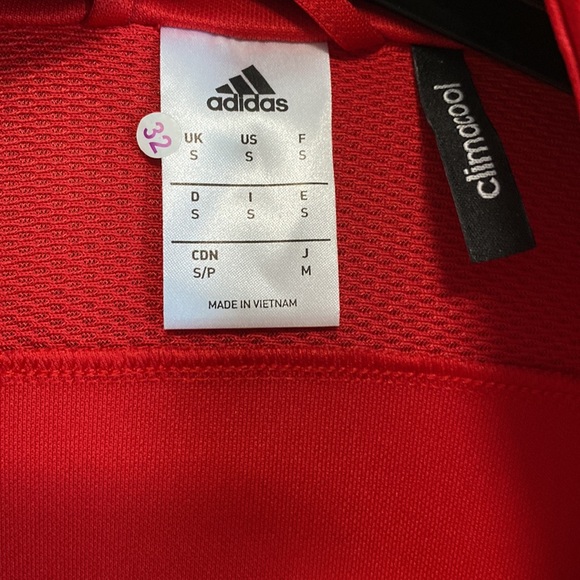 adidas
32
UK US F
S S S
D I E
S S S
CDN J
S/P M
MADE IN VIETNAM
climacool